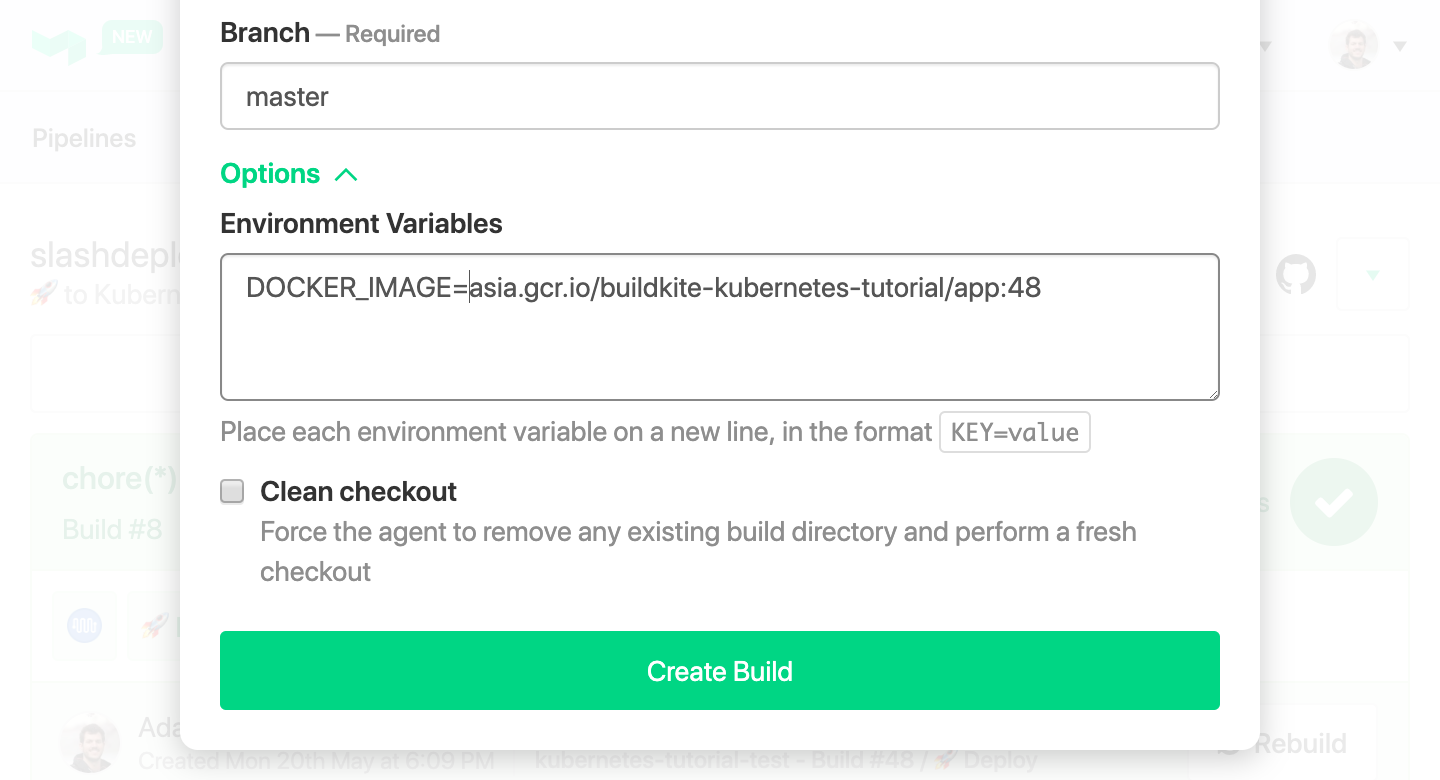 Branch — Required
NEW
master
Pipelines
Options
Environment Variables
slashdepl
DOCKER_IMAGE=asia.gcr.io/buildkite-kubernetes-tutorial/app:48
🚀 to Kubern
Place each environment variable on a new line, in the format KEY=value
chore(*)
Clean checkout
Build #8
Force the agent to remove any existing build directory and perform a fresh
checkout
Create Build
Ada
Rebuild
Created Mon 20th May at 6:09 PM
kubernetes-tutorial-test - Build #48 / 🚀 Deploy